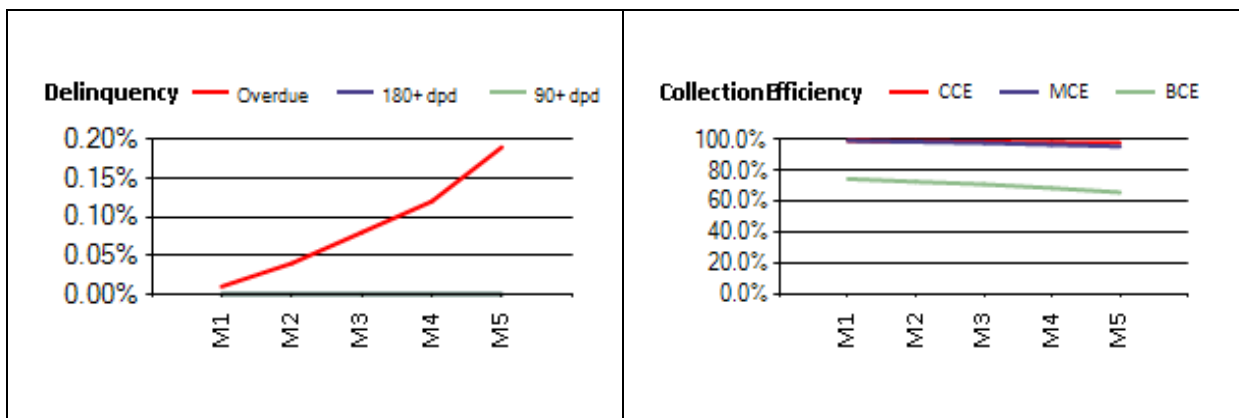 Delinquency Overdue 180+ dpd 90+ dpd
0.20%
0.15%
0.10%
0.05%
0.00%
M1 M2 M3 M4 M5
Collection Efficiency CCE MCE BCE
100.0%
80.0%
60.0%
40.0%
20.0%
0.0%
M1 M2 M3 M4 M5